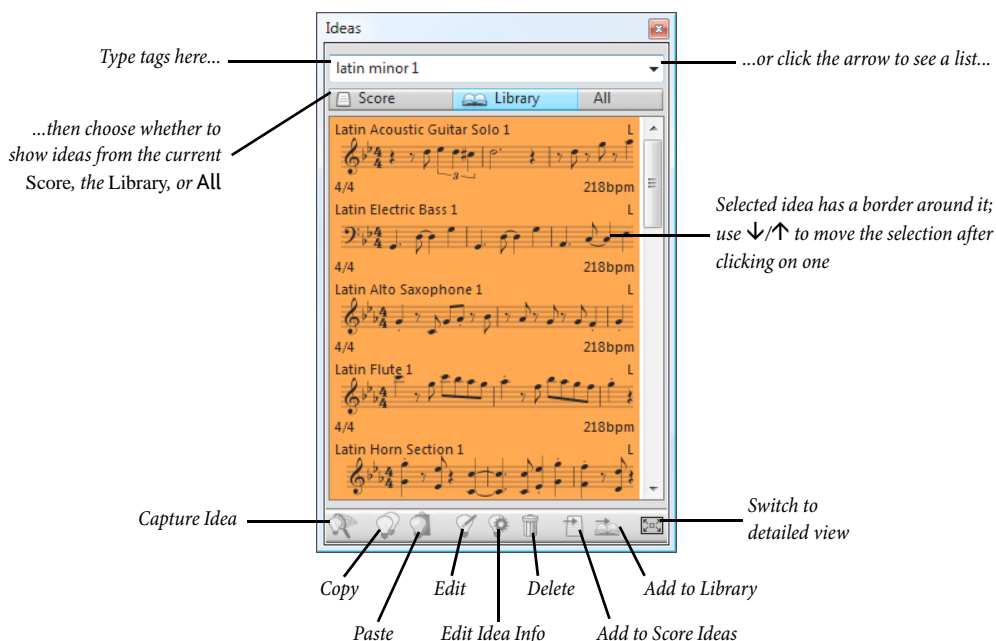 Ideas
Type tags here...
latin minor 1
...or click the arrow to see a list...
Score
Library
All
...then choose whether to
show ideas from the current
Score, the Library, or All
Latin Acoustic Guitar Solo 1 L
4/4 218bpm
Latin Electric Bass 1 L
4/4 218bpm
Selected idea has a border around it;
use ↓/↑ to move the selection after
clicking on one
Latin Alto Saxophone 1 L
4/4 218bpm
Latin Flute 1 L
4/4 218bpm
Latin Horn Section 1 L
Capture Idea
Switch to
detailed view
Copy
Edit
Delete
Add to Library
Paste
Edit Idea Info
Add to Score Ideas